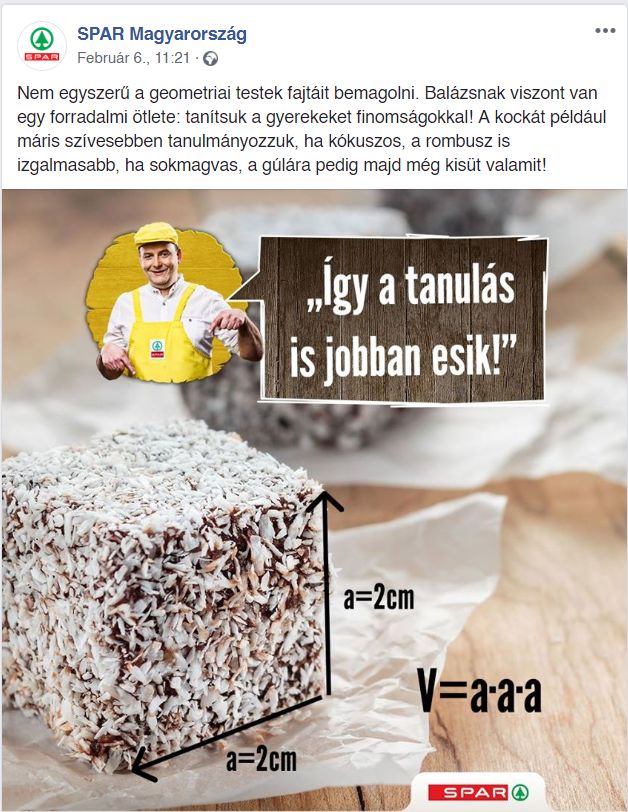 SPAR Magyarország
Február 6., 11:21 ·
SPAR
Nem egyszerű a geometriai testek fajtáit bemagolni. Balázsnak viszont van
egy forradalmi ötlete: tanítsuk a gyerekeket finomságokkal! A kockát például
máris szívesebben tanulmányozzuk, ha kókuszos, a rombusz is
izgalmasabb, ha sokmagvas, a gúlára pedig majd még kisüt valamit!
„Így a tanulás
is jobban esik!”
SPAR
a=2cm
V=a·a·a
a=2cm
SPAR